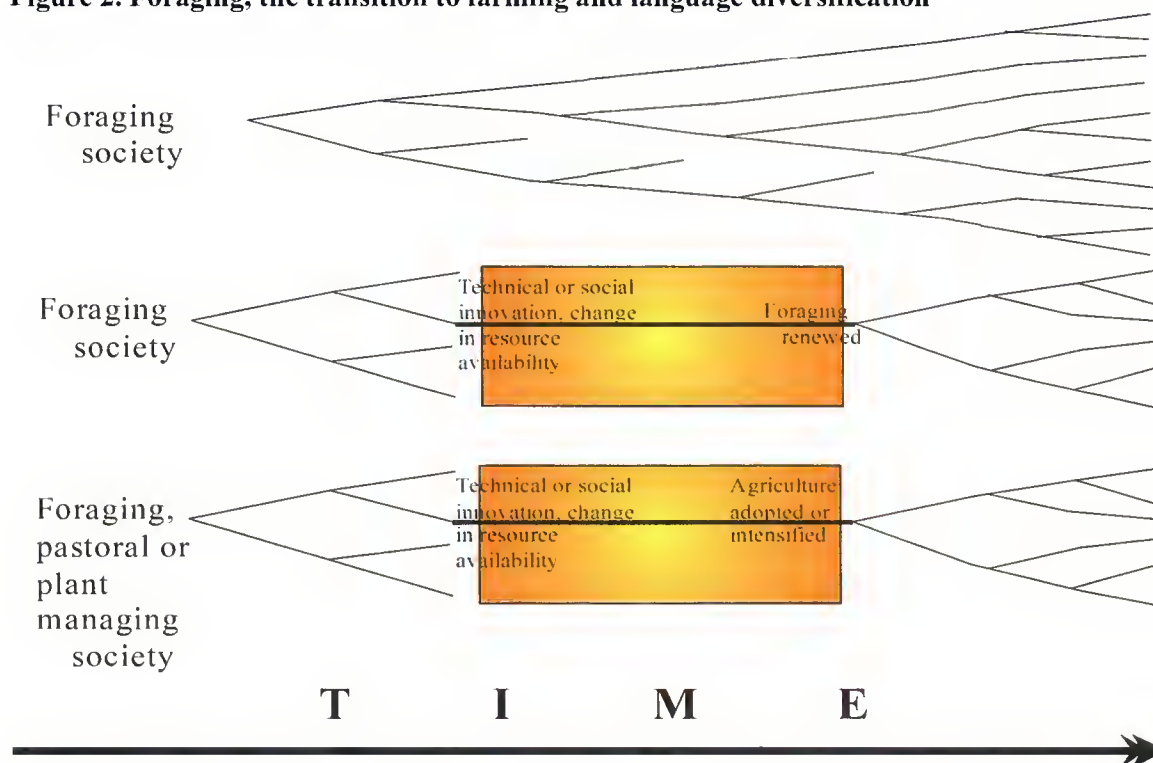 Figure 2. Foraging, the transition to farming and language diversification
Foraging
society
Foraging
society
Technical or social
innovation, change
in resource
availability
Foraging
renewed
Foraging,
pastoral or
plant
managing
society
Technical or social
innovation, change
in resource
availability
Agriculture
adopted or
intensified
T I M E